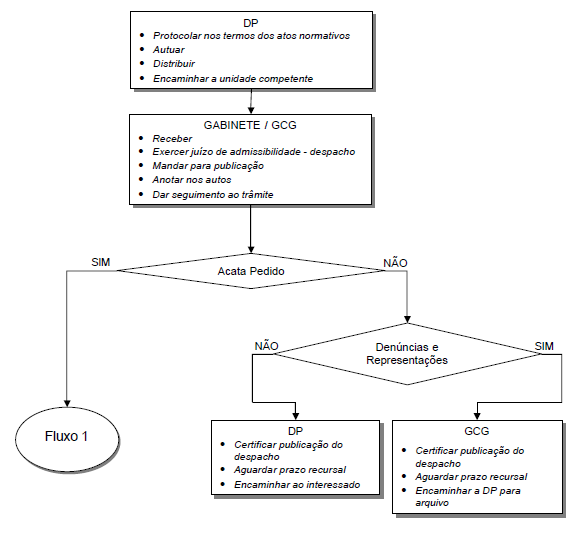 DP
• Protocolar nos termos dos atos normativos
• Autuar
• Distribuir
• Encaminhar a unidade competente
GABINETE / GCG
• Receber
• Exercer juízo de admissibilidade - despacho
• Mandar para publicação
• Anotar nos autos
• Dar seguimento ao trâmite
SIM
Acata Pedido
NÃO
NÃO
Denúncias e
Representações
SIM
Fluxo 1
DP
• Certificar publicação do
despacho
• Aguardar prazo recursal
• Encaminhar ao interessado
GCG
• Certificar publicação do
despacho
• Aguardar prazo recursal
• Encaminhar a DP para
arquivo